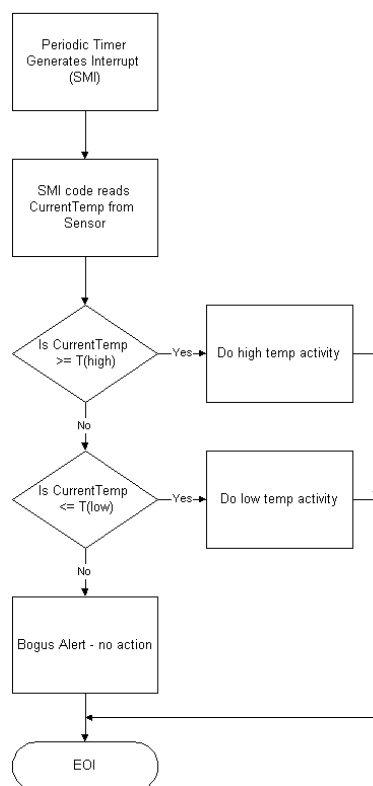 Periodic Timer
Generates Interrupt
(SMI)
SMI code reads
CurrentTemp from
Sensor
Is CurrentTemp
>= T(high)
Yes
Do high temp activity
No
Is CurrentTemp
<= T(low)
Yes
Do low temp activity
No
Bogus Alert - no action
EOI